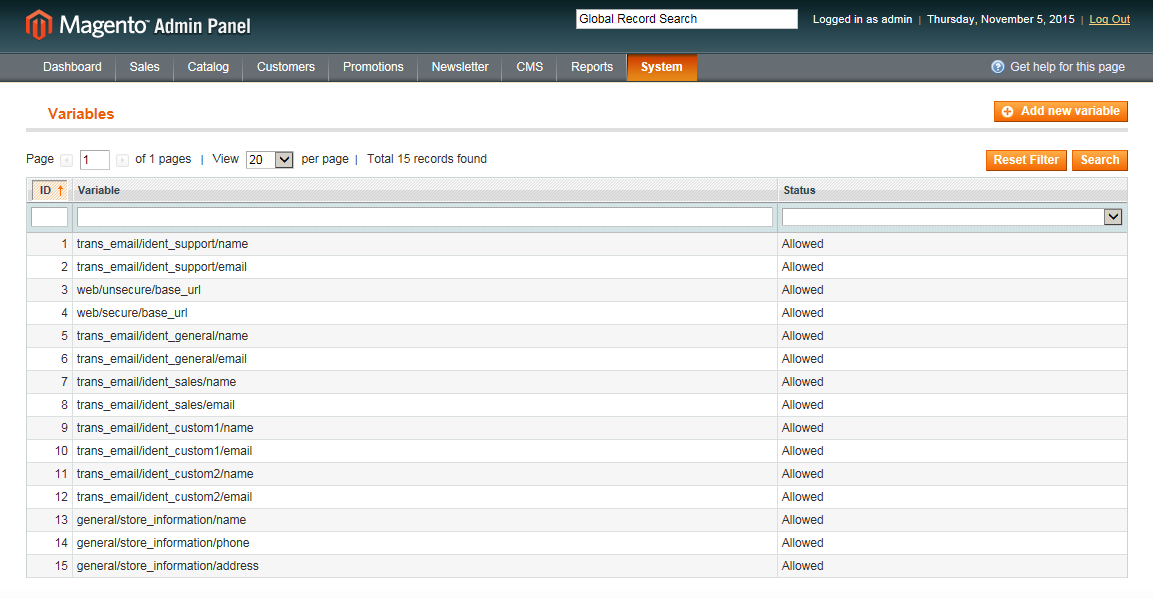 Magento™ Admin Panel
Global Record Search
Logged in as admin | Thursday, November 5, 2015 | Log Out
Dashboard Sales Catalog Customers Promotions Newsletter CMS Reports System
Get help for this page
Variables
Add new variable
Page 1 of 1 pages | View 20 per page | Total 15 records found
Reset Filter Search
ID Variable Status
1 trans_email/ident_support/name Allowed
2 trans_email/ident_support/email Allowed
3 web/unsecure/base_url Allowed
4 web/secure/base_url Allowed
5 trans_email/ident_general/name Allowed
6 trans_email/ident_general/email Allowed
7 trans_email/ident_sales/name Allowed
8 trans_email/ident_sales/email Allowed
9 trans_email/ident_custom1/name Allowed
10 trans_email/ident_custom1/email Allowed
11 trans_email/ident_custom2/name Allowed
12 trans_email/ident_custom2/email Allowed
13 general/store_information/name Allowed
14 general/store_information/phone Allowed
15 general/store_information/address Allowed